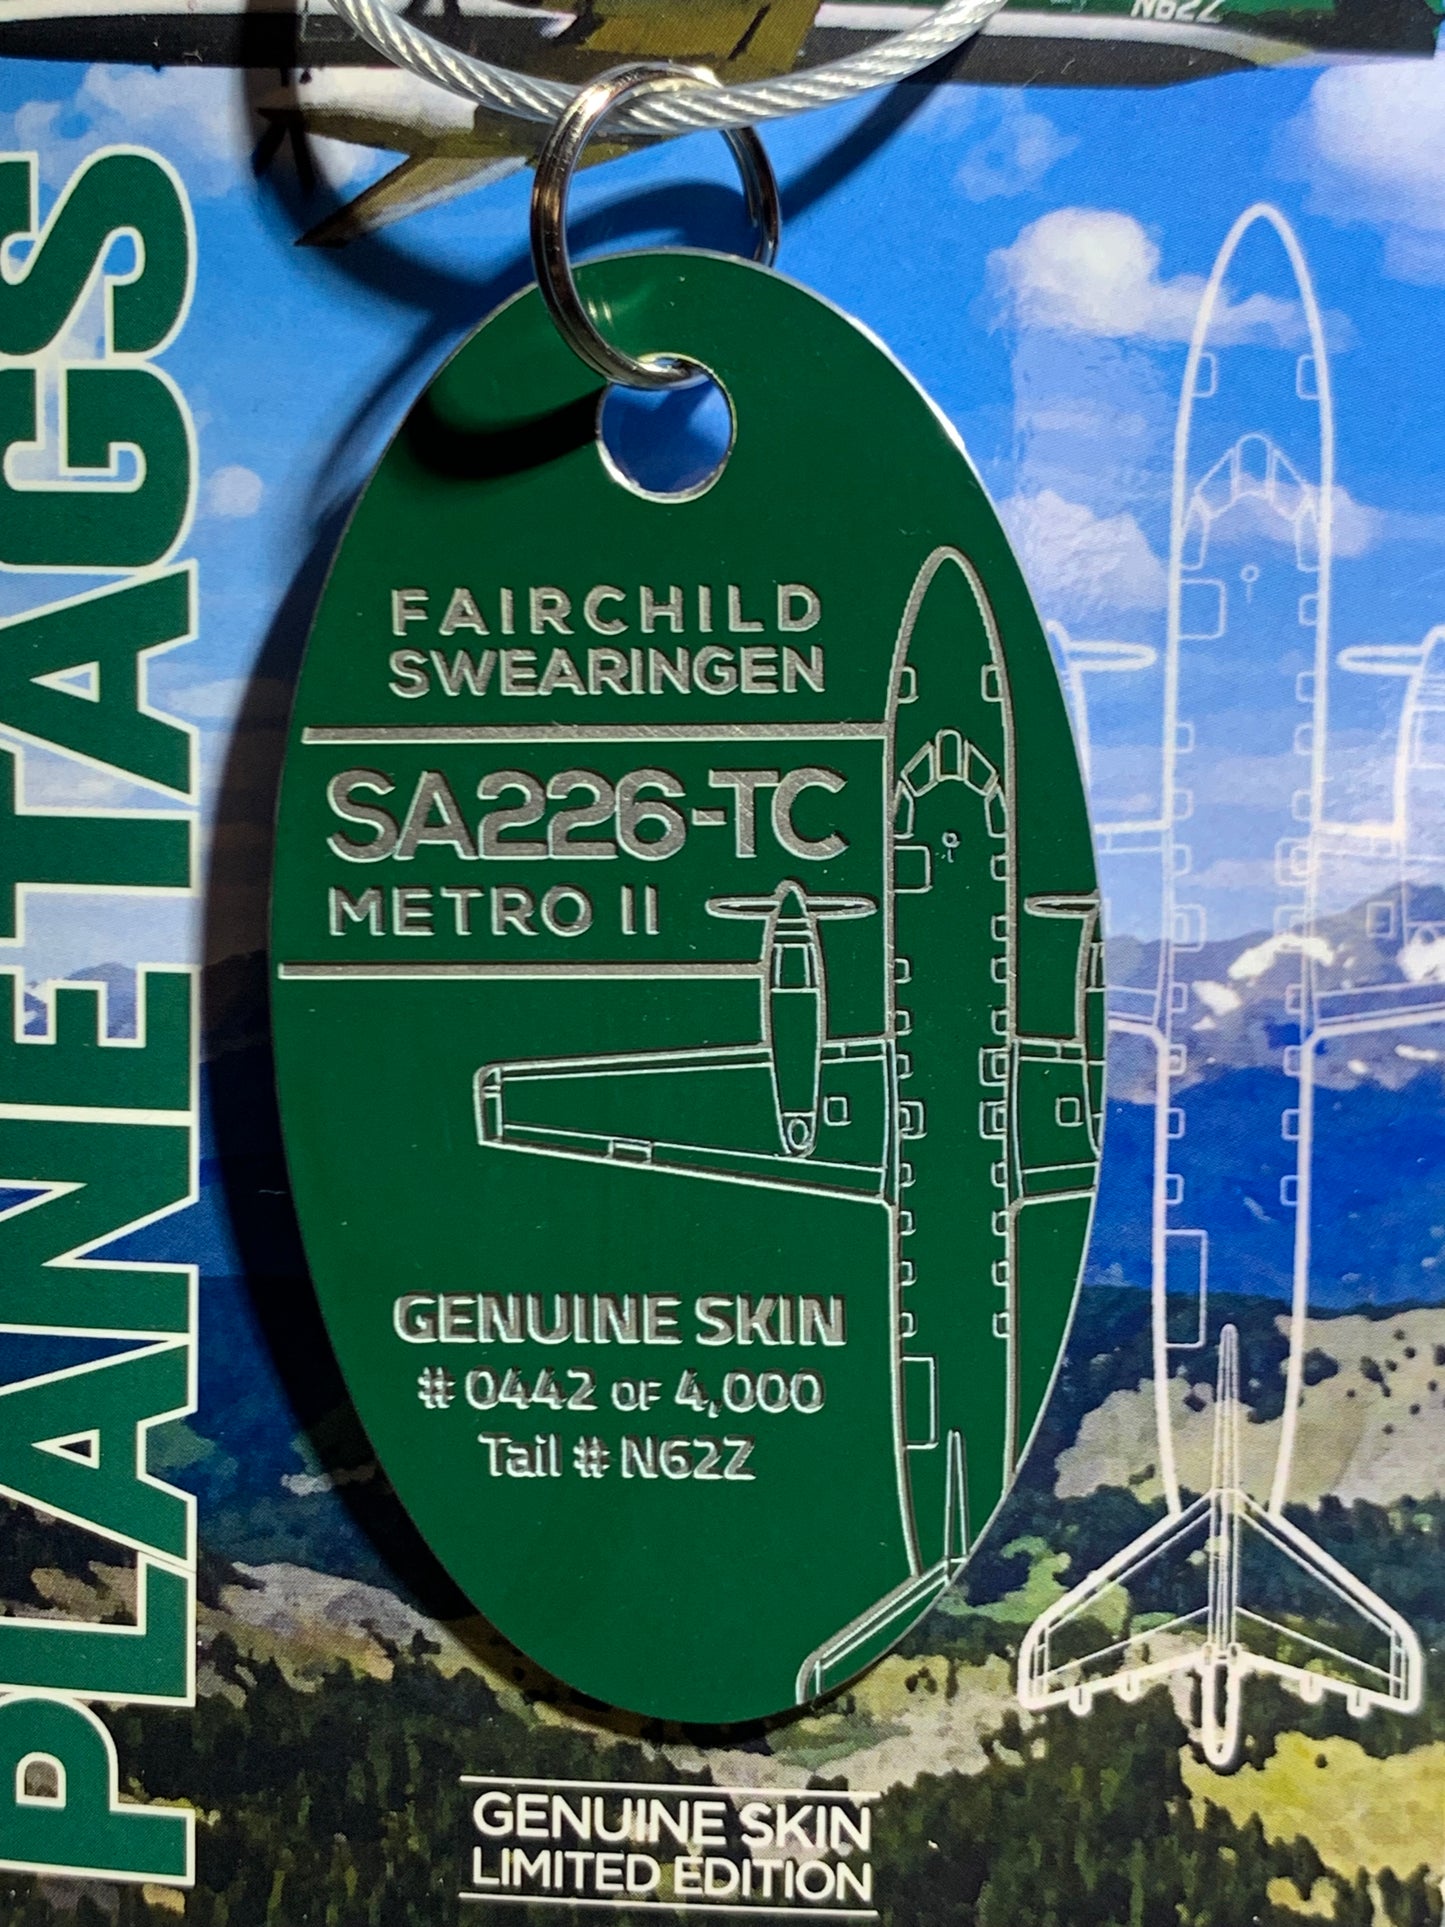 N62Z
PLANETAGS
FAIRCHILD
SWEARINGEN
SA226-TC
METRO II
GENUINE SKIN
# 0442 OF 4,000
Tail # N62Z
GENUINE SKIN
LIMITED EDITION